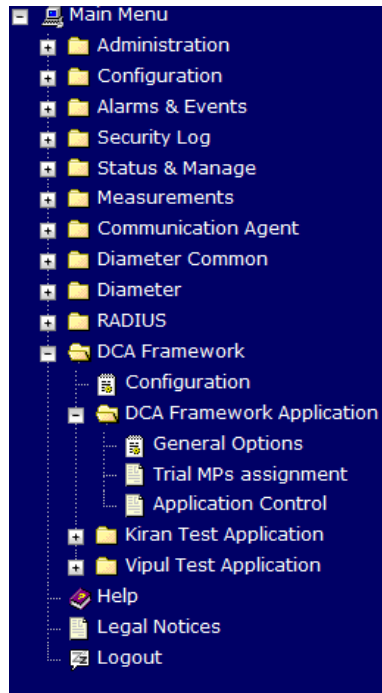 Main Menu
Administration
Configuration
Alarms & Events
Security Log
Status & Manage
Measurements
Communication Agent
Diameter Common
Diameter
RADIUS
DCA Framework
Configuration
DCA Framework Application
General Options
Trial MPs assignment
Application Control
Kiran Test Application
Vipul Test Application
Help
Legal Notices
Logout